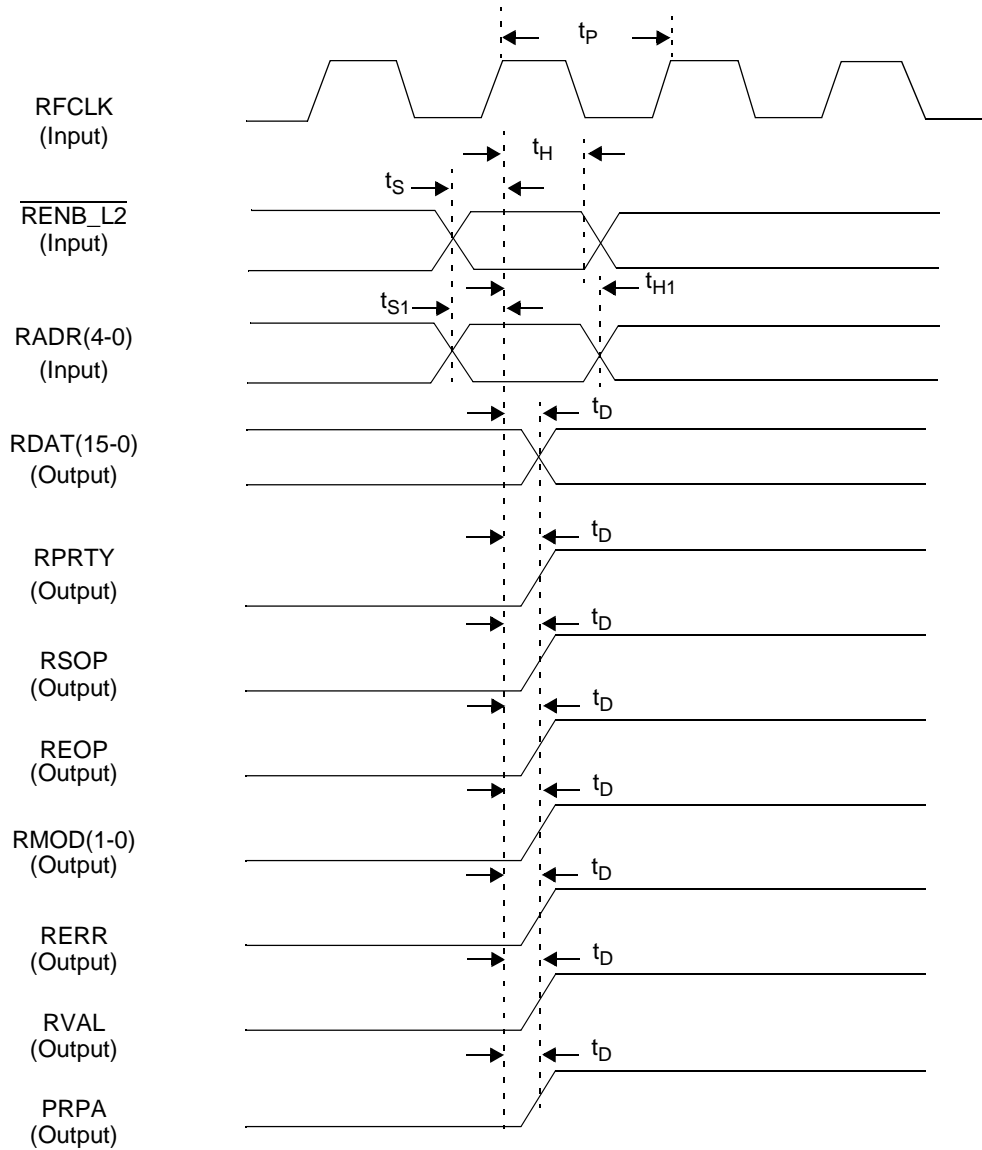 tP
RFCLK
(Input)
tH
tS
RENB_L2
(Input)
tH1
tS1
RADR(4-0)
(Input)
tD
RDAT(15-0)
(Output)
tD
RPRTY
(Output)
tD
RSOP
(Output)
tD
REOP
(Output)
tD
RMOD(1-0)
(Output)
tD
RERR
(Output)
tD
RVAL
(Output)
tD
PRPA
(Output)